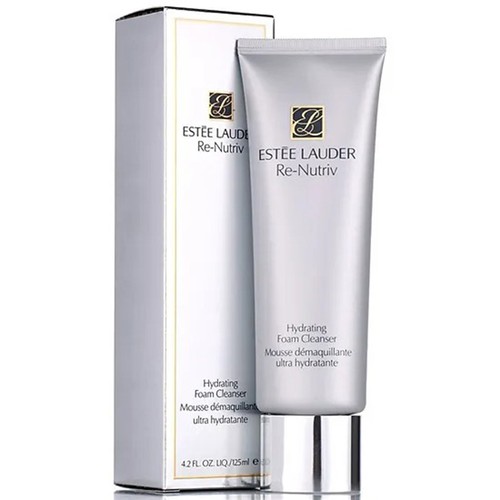 ESTĒE LAUDER
Re-Nutriv
Hydrating
Foam Cleanser
Mousse démaquillante
ultra hydratante
4.2 FL. OZ. LIQ./125ml e
ESTĒE LAUDER
Re-Nutriv
Hydrating
Foam Cleanser
Mousse démaquillante
ultra hydratante